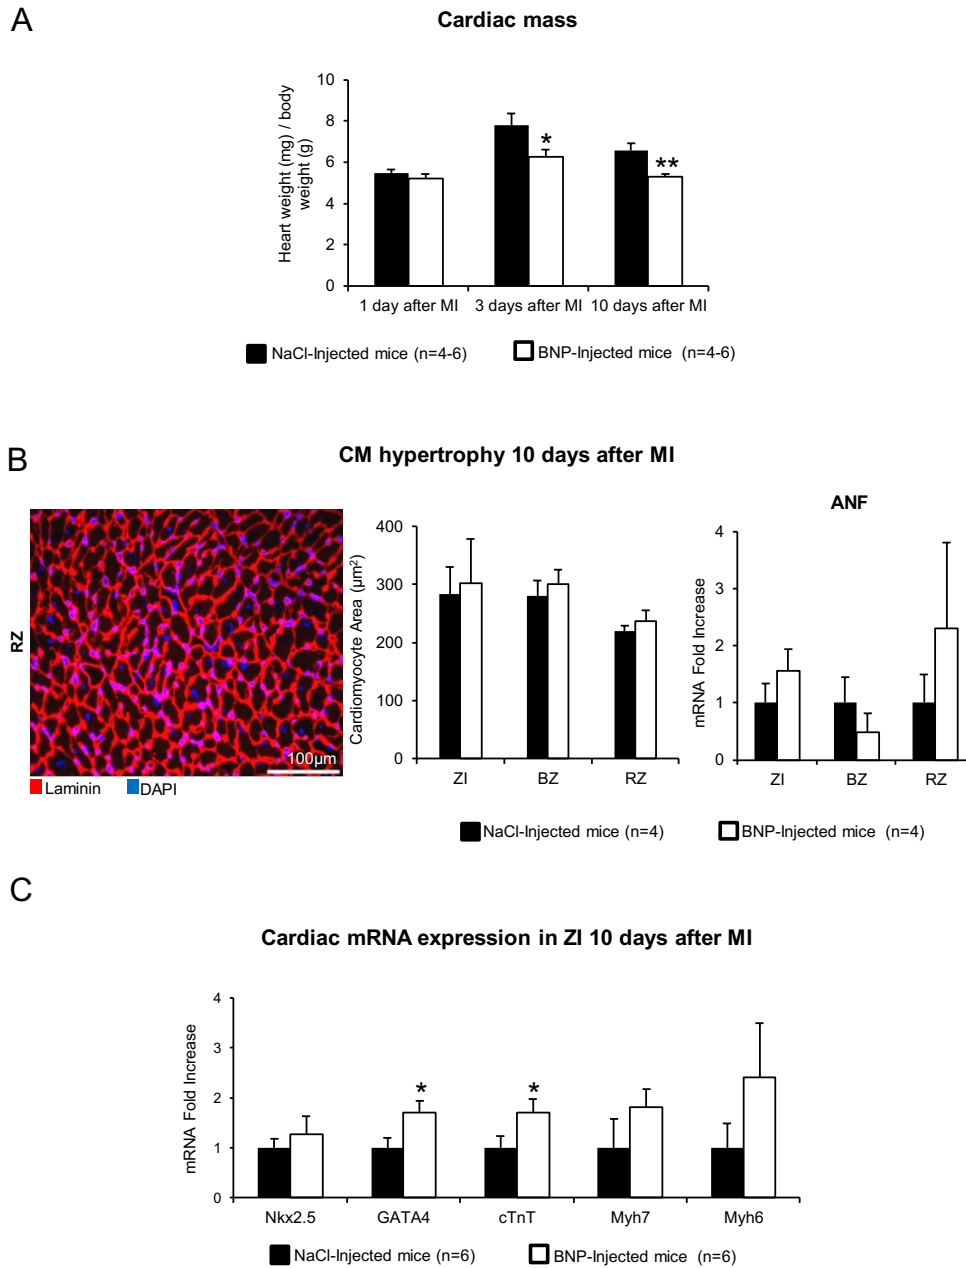 A
Cardiac mass
Heart weight (mg) / body
weight (g)
10
8
6
4
2
0
*
**
1 day after MI 3 days after MI 10 days after MI
NaCl-Injected mice (n=4-6) BNP-Injected mice (n=4-6)
B
CM hypertrophy 10 days after MI
RZ
100µm
Laminin DAPI
Cardiomyocyte Area (µm²)
400
300
200
100
0
ZI BZ RZ
ANF
mRNA Fold Increase
4
3
2
1
0
ZI BZ RZ
NaCl-Injected mice (n=4) BNP-Injected mice (n=4)
C
Cardiac mRNA expression in ZI 10 days after MI
mRNA Fold Increase
4
3
2
1
0
* *
Nkx2.5 GATA4 cTnT Myh7 Myh6
NaCl-Injected mice (n=6) BNP-Injected mice (n=6)